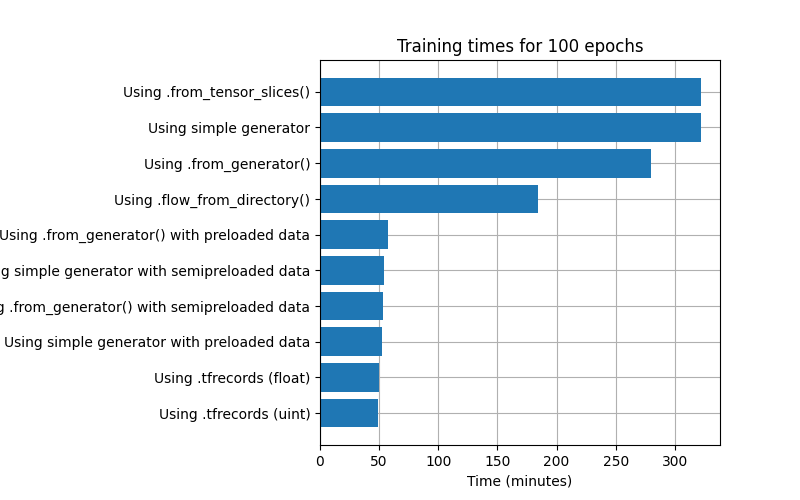 Training times for 100 epochs
Using .from_tensor_slices()
Using simple generator
Using .from_generator()
Using .flow_from_directory()
Using .from_generator() with preloaded data
g simple generator with semipreloaded data
g .from_generator() with semipreloaded data
Using simple generator with preloaded data
Using .tfrecords (float)
Using .tfrecords (uint)
0 50 100 150 200 250 300
Time (minutes)